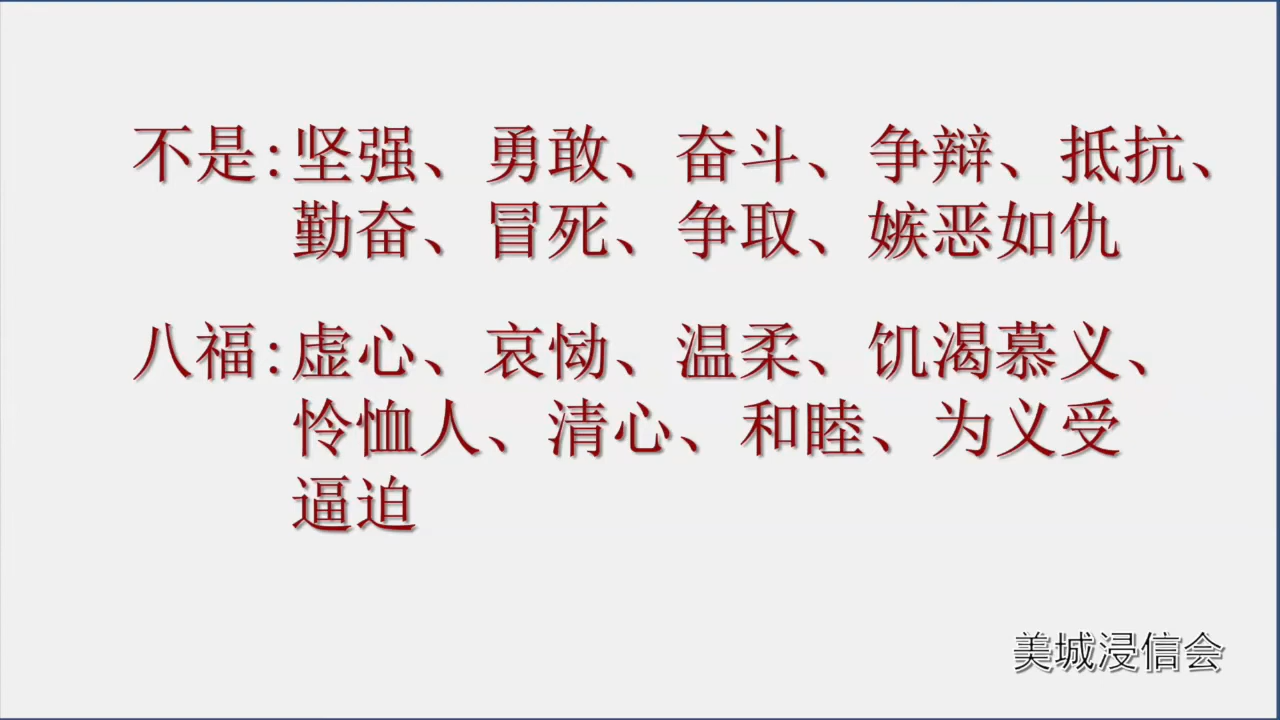 不是:坚强、勇敢、奋斗、争辩、抵抗、
勤奋、冒死、争取、嫉恶如仇
八福:虚心、哀恸、温柔、饥渴慕义、
怜恤人、清心、和睦、为义受
逼迫
美城浸信会